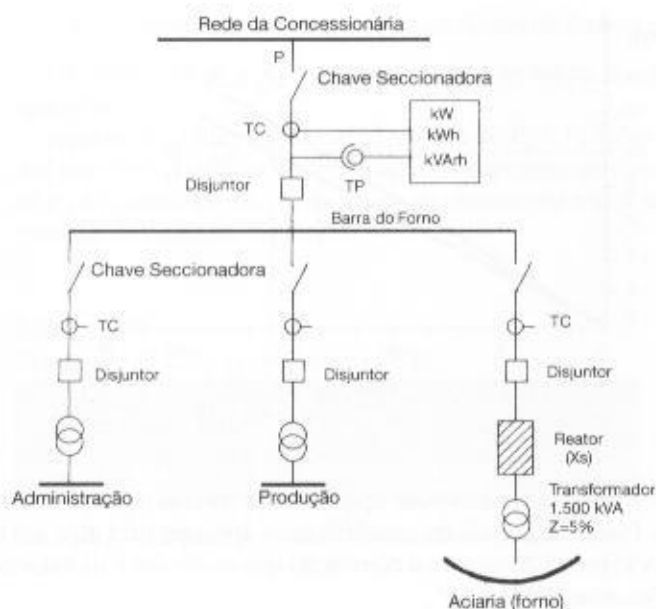 Rede da Concessionária
P
Chave Seccionadora
TC
kW
kWh
kVArh
TP
Disjuntor
Barra do Forno
Chave Seccionadora
TC
TC
TC
Disjuntor
Disjuntor
Disjuntor
Reator
(Xs)
Transformador
1.500 kVA
Z=5%
Administração
Produção
Aciaria (forno)